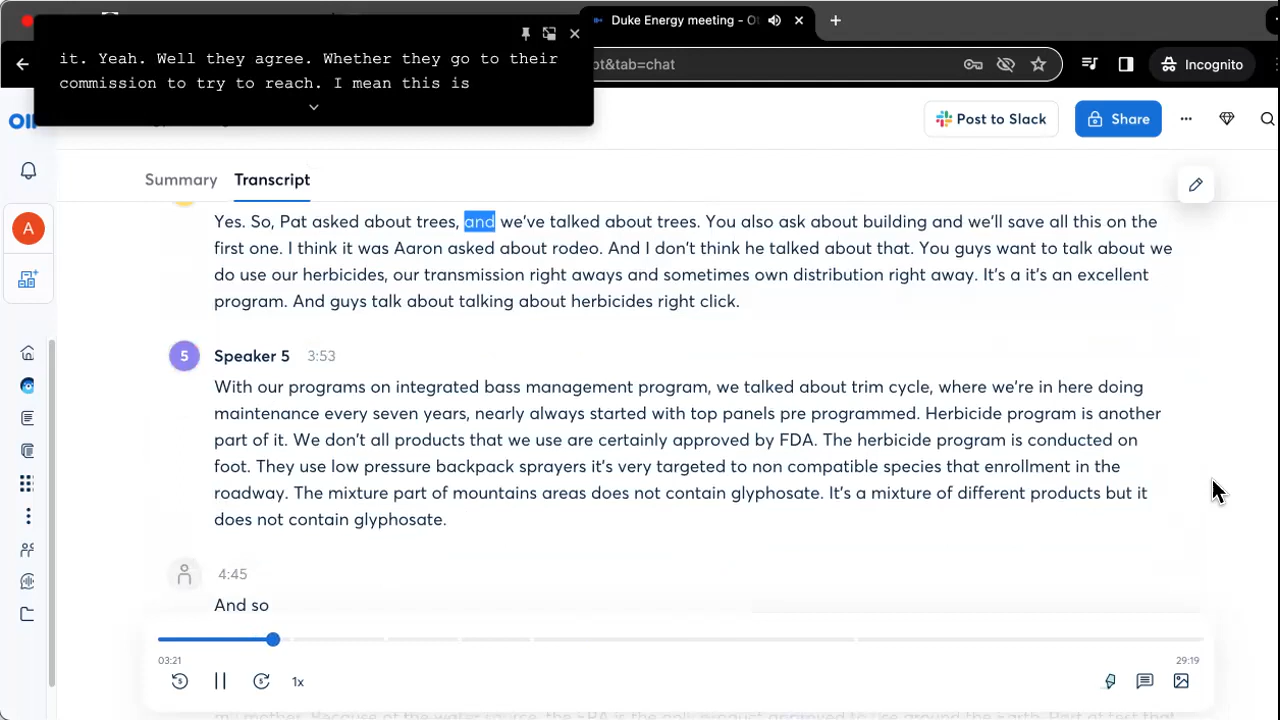 Duke Energy meeting - Ot
it. Yeah. Well they agree. Whether they go to their
commission to try to reach. I mean this is
ot&tab=chat
Incognito
Post to Slack
Share
Summary
Transcript
A
Yes. So, Pat asked about trees, and we've talked about trees. You also ask about building and we'll save all this on the
first one. I think it was Aaron asked about rodeo. And I don't think he talked about that. You guys want to talk about we
do use our herbicides, our transmission right aways and sometimes own distribution right away. It's a it's an excellent
program. And guys talk about talking about herbicides right click.
5
Speaker 5 3:53
With our programs on integrated bass management program, we talked about trim cycle, where we're in here doing
maintenance every seven years, nearly always started with top panels pre programmed. Herbicide program is another
part of it. We don't all products that we use are certainly approved by FDA. The herbicide program is conducted on
foot. They use low pressure backpack sprayers it's very targeted to non compatible species that enrollment in the
roadway. The mixture part of mountains areas does not contain glyphosate. It's a mixture of different products but it
does not contain glyphosate.
4:45
And so
03:21
29:19
5
5
1x